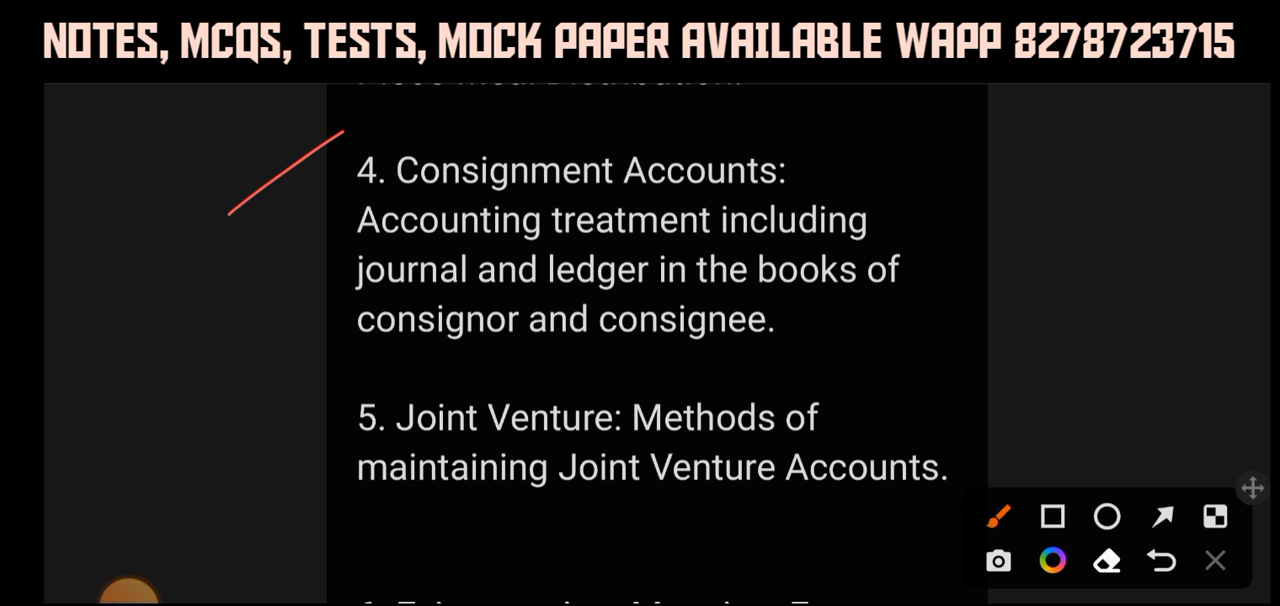 NOTES, MCQS, TESTS, MOCK PAPER AVAILABLE WAPP 8278723715
4. Consignment Accounts:
Accounting treatment including
journal and ledger in the books of
consignor and consignee.
5. Joint Venture: Methods of
maintaining Joint Venture Accounts.